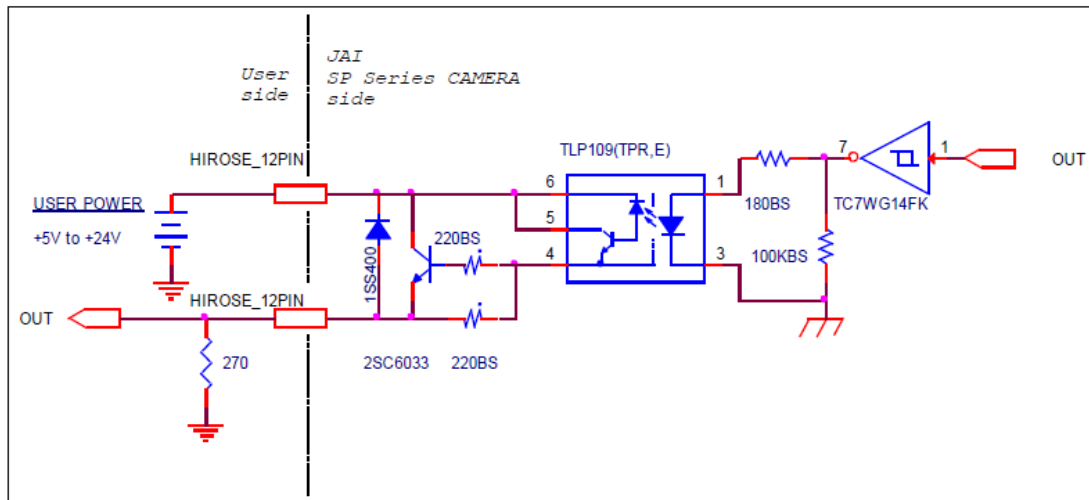 User
side
JAI
SP Series CAMERA
side
HIROSE_12PIN
TLP109(TPR,E)
USER POWER
+5V to +24V
6
5
4
1
3
180BS
7
1
TC7WG14FK
OUT
100KBS
1SS400
220BS
HIROSE_12PIN
OUT
270
2SC6033
220BS